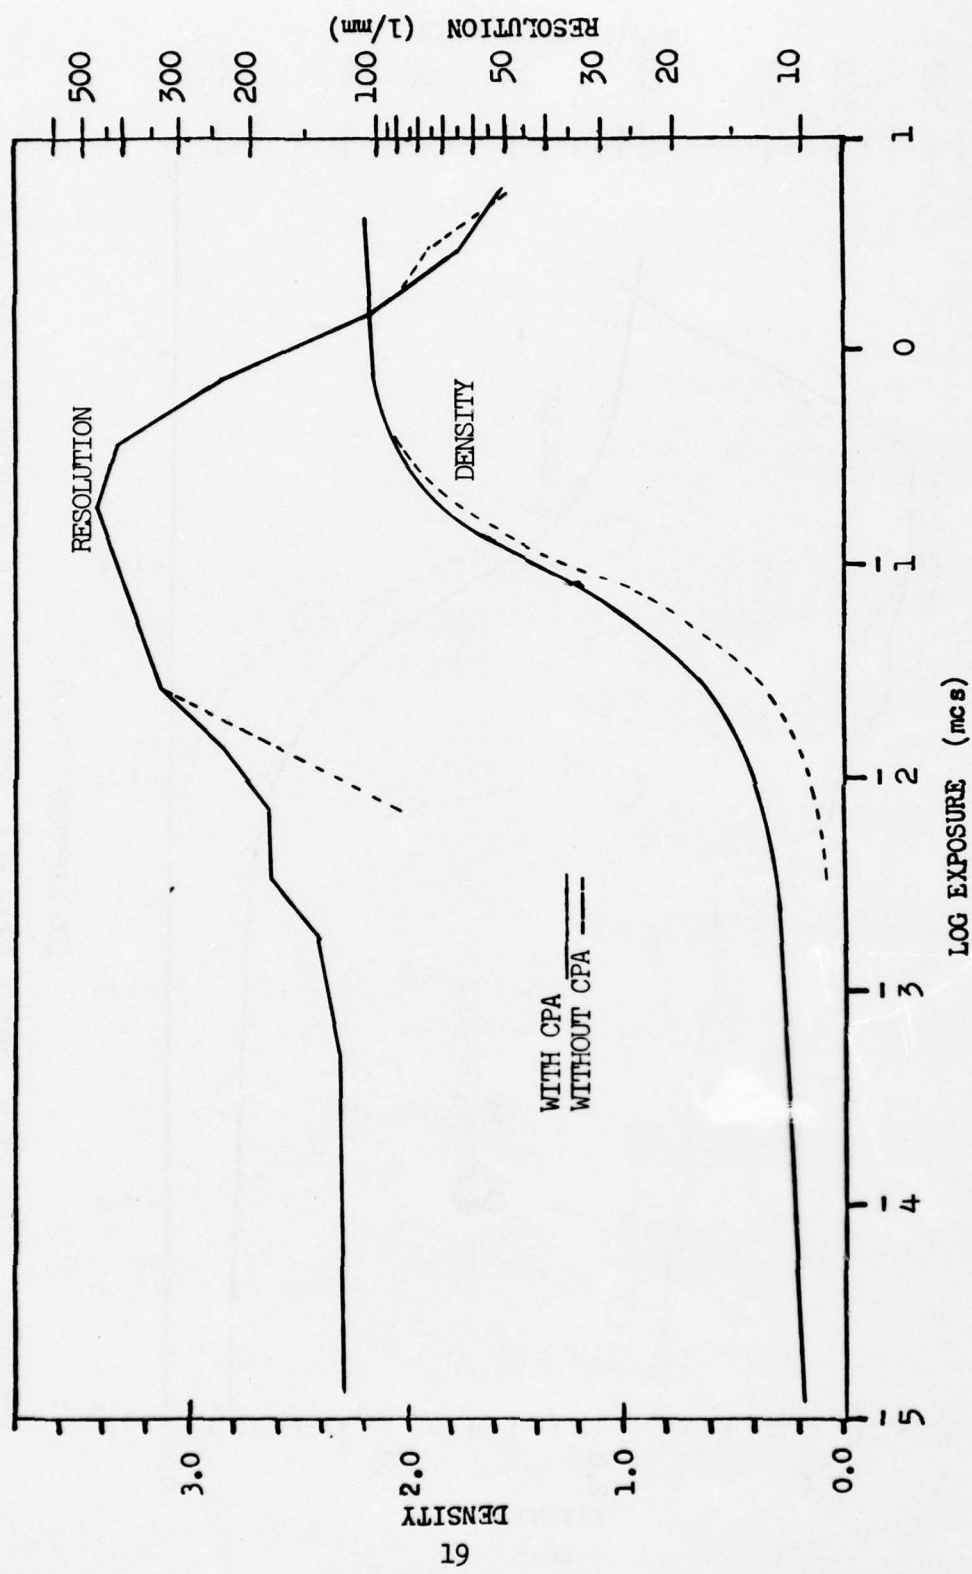 DENSITY
3.0
2.0
1.0
0.0
RESOLUTION
DENSITY
WITH CPA
WITHOUT CPA
500
300
200
100
50
30
20
10
RESOLUTION (1/mm)
-5
-4
-3
-2
-1
0
1
LOG EXPOSURE (mcs)
19